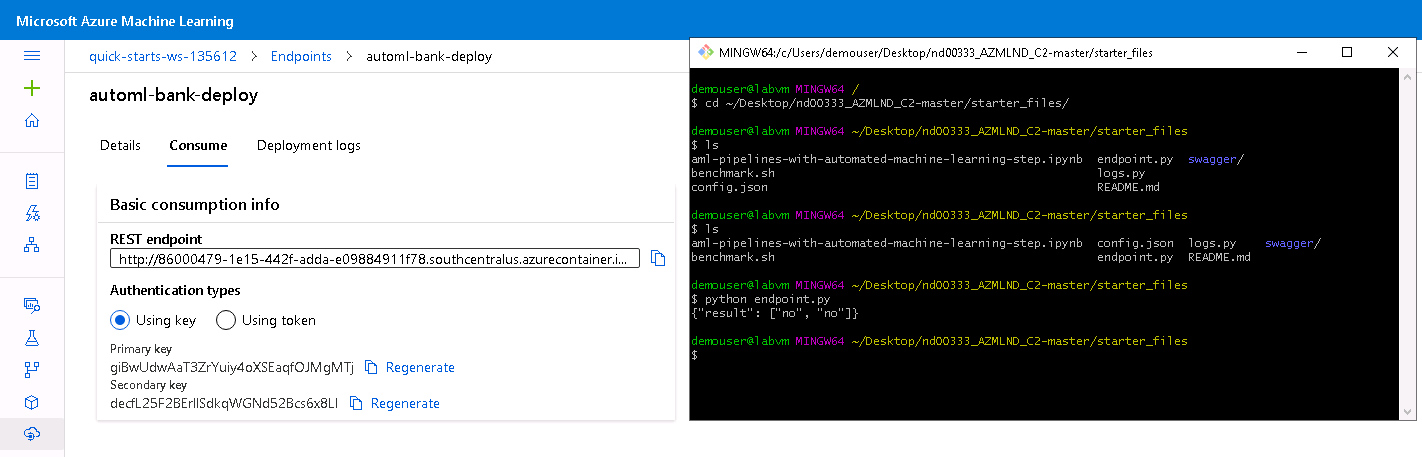 Microsoft Azure Machine Learning
quick-starts-ws-135612 > Endpoints > automl-bank-deploy
automl-bank-deploy
Details Consume Deployment logs
Basic consumption info
REST endpoint
http://86000479-1e15-442f-adda-e09884911f78.southcentralus.azurecontainer.i...
Authentication types
Using key Using token
Primary key
giBwUdwAaT3ZrYuiy4oXSEaqfOJMgMTj Regenerate
Secondary key
Regenerate
MINGW64:/c/Users/demouser/Desktop/nd00333_AZMLND_C2-master/starter_files
demouser@labvm MINGW64 /
$ cd ~/Desktop/nd00333_AZMLND_C2-master/starter_files/
demouser@labvm MINGW64 ~/Desktop/nd00333_AZMLND_C2-master/starter_files
$ ls
aml-pipelines-with-automated-machine-learning-step.ipynb endpoint.py swagger/
benchmark.sh logs.py
config.json README.md
demouser@labvm MINGW64 ~/Desktop/nd00333_AZMLND_C2-master/starter_files
$ ls
aml-pipelines-with-automated-machine-learning-step.ipynb config.json logs.py swagger/
benchmark.sh endpoint.py README.md
demouser@labvm MINGW64 ~/Desktop/nd00333_AZMLND_C2-master/starter_files
$ python endpoint.py
{"result": ["no", "no"]}
demouser@labvm MINGW64 ~/Desktop/nd00333_AZMLND_C2-master/starter_files
$